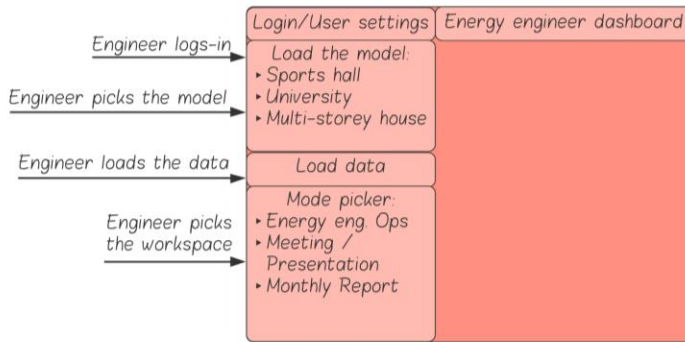 Login/User settings
Energy engineer dashboard
Engineer logs-in
Load the model:
‣ Sports hall
‣ University
‣ Multi-storey house
Engineer picks the model
Engineer loads the data
Load data
Mode picker:
‣ Energy eng. Ops
‣ Meeting /
Presentation
‣ Monthly Report
Engineer picks
the workspace